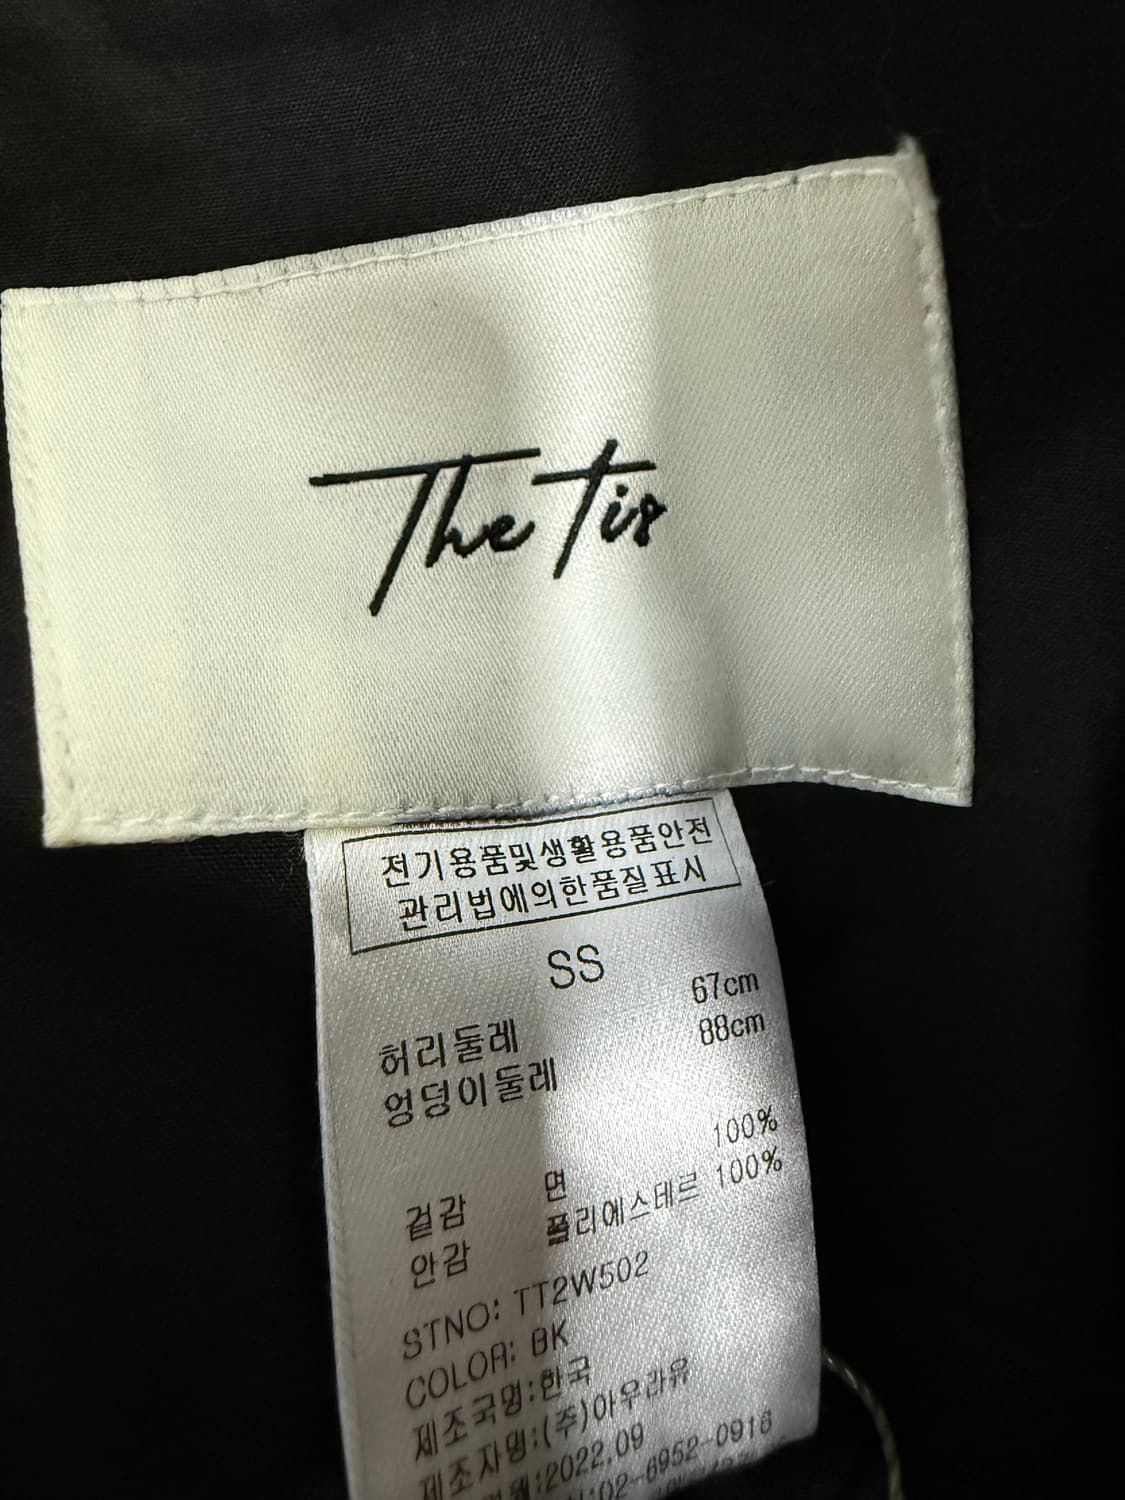 The tis
전기용품및생활용품안전
관리법에의한품질표시
SS
허리둘레 67cm
엉덩이둘레 88cm
겉감 면 100%
안감 폴리에스테르 100%
STNO: TT2W502
COLOR: BK
제조국명:한국
제조자명:(주)아우라유
:2022.09
:02-6952-0916